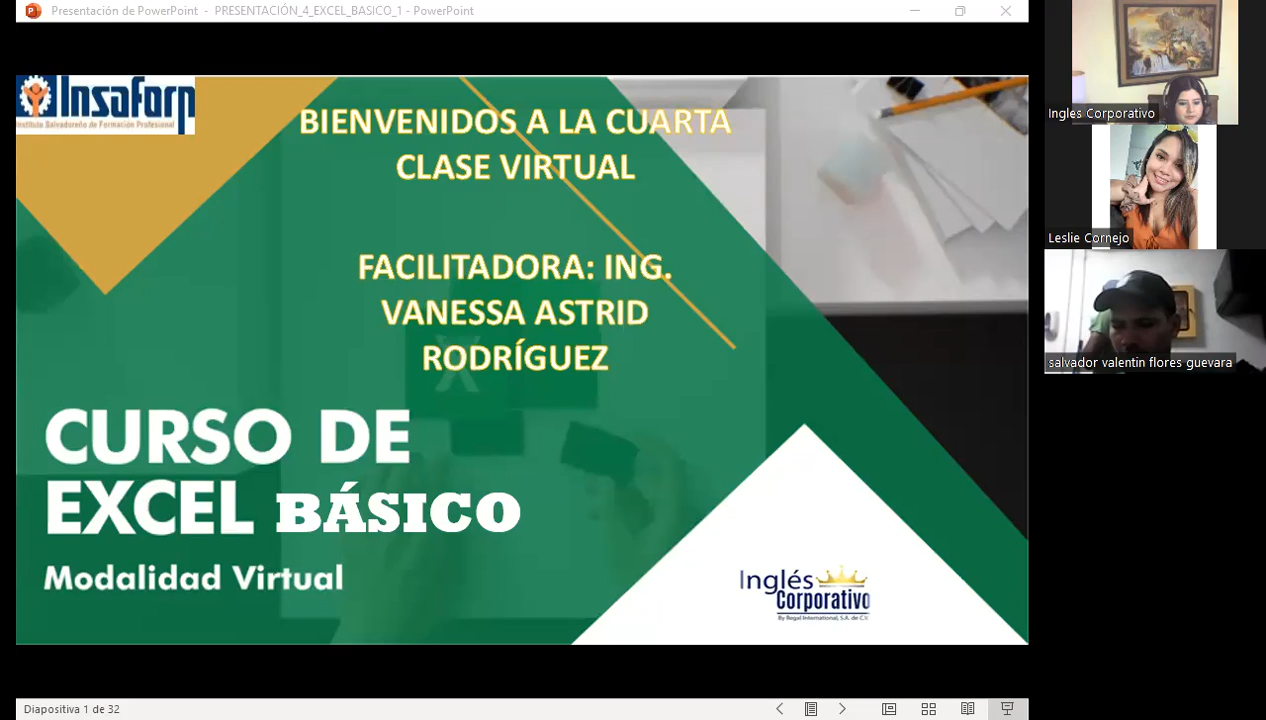 Presentación de PowerPoint - PRESENTACIÓN_4_EXCEL_BASICO_1 - PowerPoint
Insaforp
Instituto Salvadoreño de Formación Profesional
BIENVENIDOS A LA CUARTA
CLASE VIRTUAL
FACILITADORA: ING.
VANESSA ASTRID
RODRÍGUEZ
CURSO DE
EXCEL BÁSICO
Modalidad Virtual
Inglés
Corporativo
By Regal International, S.A. de C.V.
Diapositiva 1 de 32
Ingles Corporativo
Leslie Cornejo
salvador valentin flores guevara